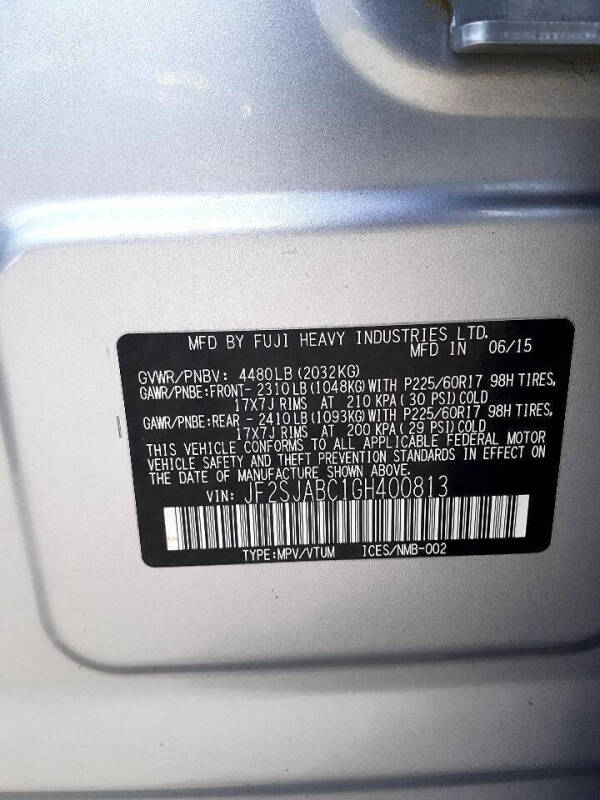 MFD BY FUJI HEAVY INDUSTRIES LTD.
MFD IN 06/15
GVWR/PNBV: 4480LB(2032KG)
GAWR/PNBE:FRONT- 2310LB(1048KG)WITH P225/60R17 98H TIRES,
17X7J RIMS AT 210 KPA( 30 PSI)COLD
GAWR/PNBE:REAR - 2410LB(1093KG)WITH P225/60R17 98H TIRES,
17X7J RIMS AT 200 KPA( 29 PSI)COLD
THIS VEHICLE CONFORMS TO ALL APPLICABLE FEDERAL MOTOR
VEHICLE SAFETY AND THEFT PREVENTION STANDARDS IN EFFECT ON
THE DATE OF MANUFACTURE SHOWN ABOVE.
VIN: JF2SJABC1GH400813
TYPE:MPV/VTUM ICES/NMB-002